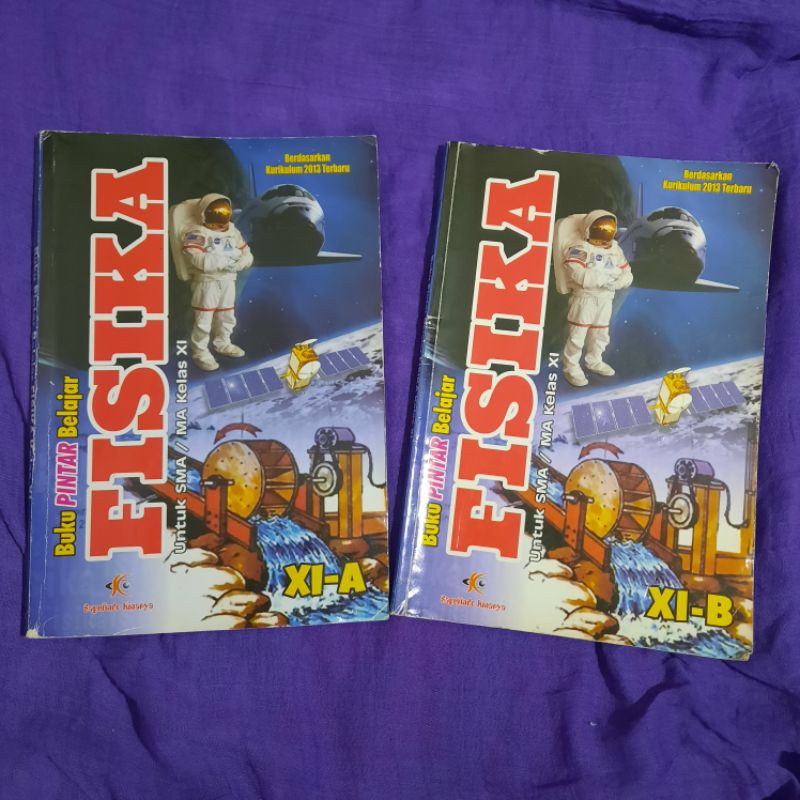 Berdasarkan
Kurikulum 2013 Terbaru
Buku PINTAR Belajar
FISIKA
Untuk SMA / MA Kelas XI
XI-A
Berdasarkan
Kurikulum 2013 Terbaru
Buku PINTAR Belajar
FISIKA
Untuk SMA / MA Kelas XI
XI-B